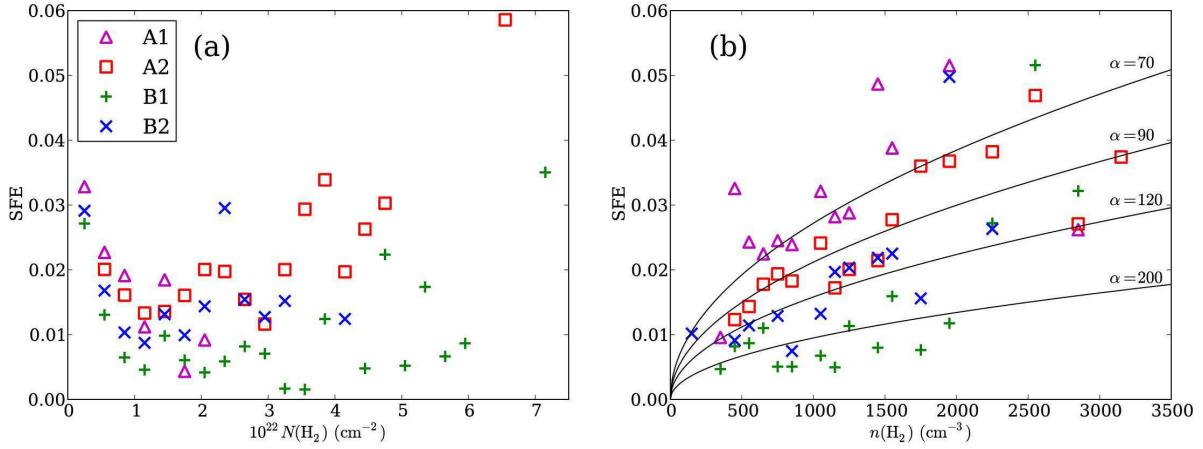 (a)
A1
A2
B1
B2
SFE
0.00
0.01
0.02
0.03
0.04
0.05
0.06
0 1 2 3 4 5 6 7
10²² N(H₂) (cm⁻²)
(b)
α=70
α=90
α=120
α=200
SFE
0.00
0.01
0.02
0.03
0.04
0.05
0.06
0 500 1000 1500 2000 2500 3000 3500
n(H₂) (cm⁻³)